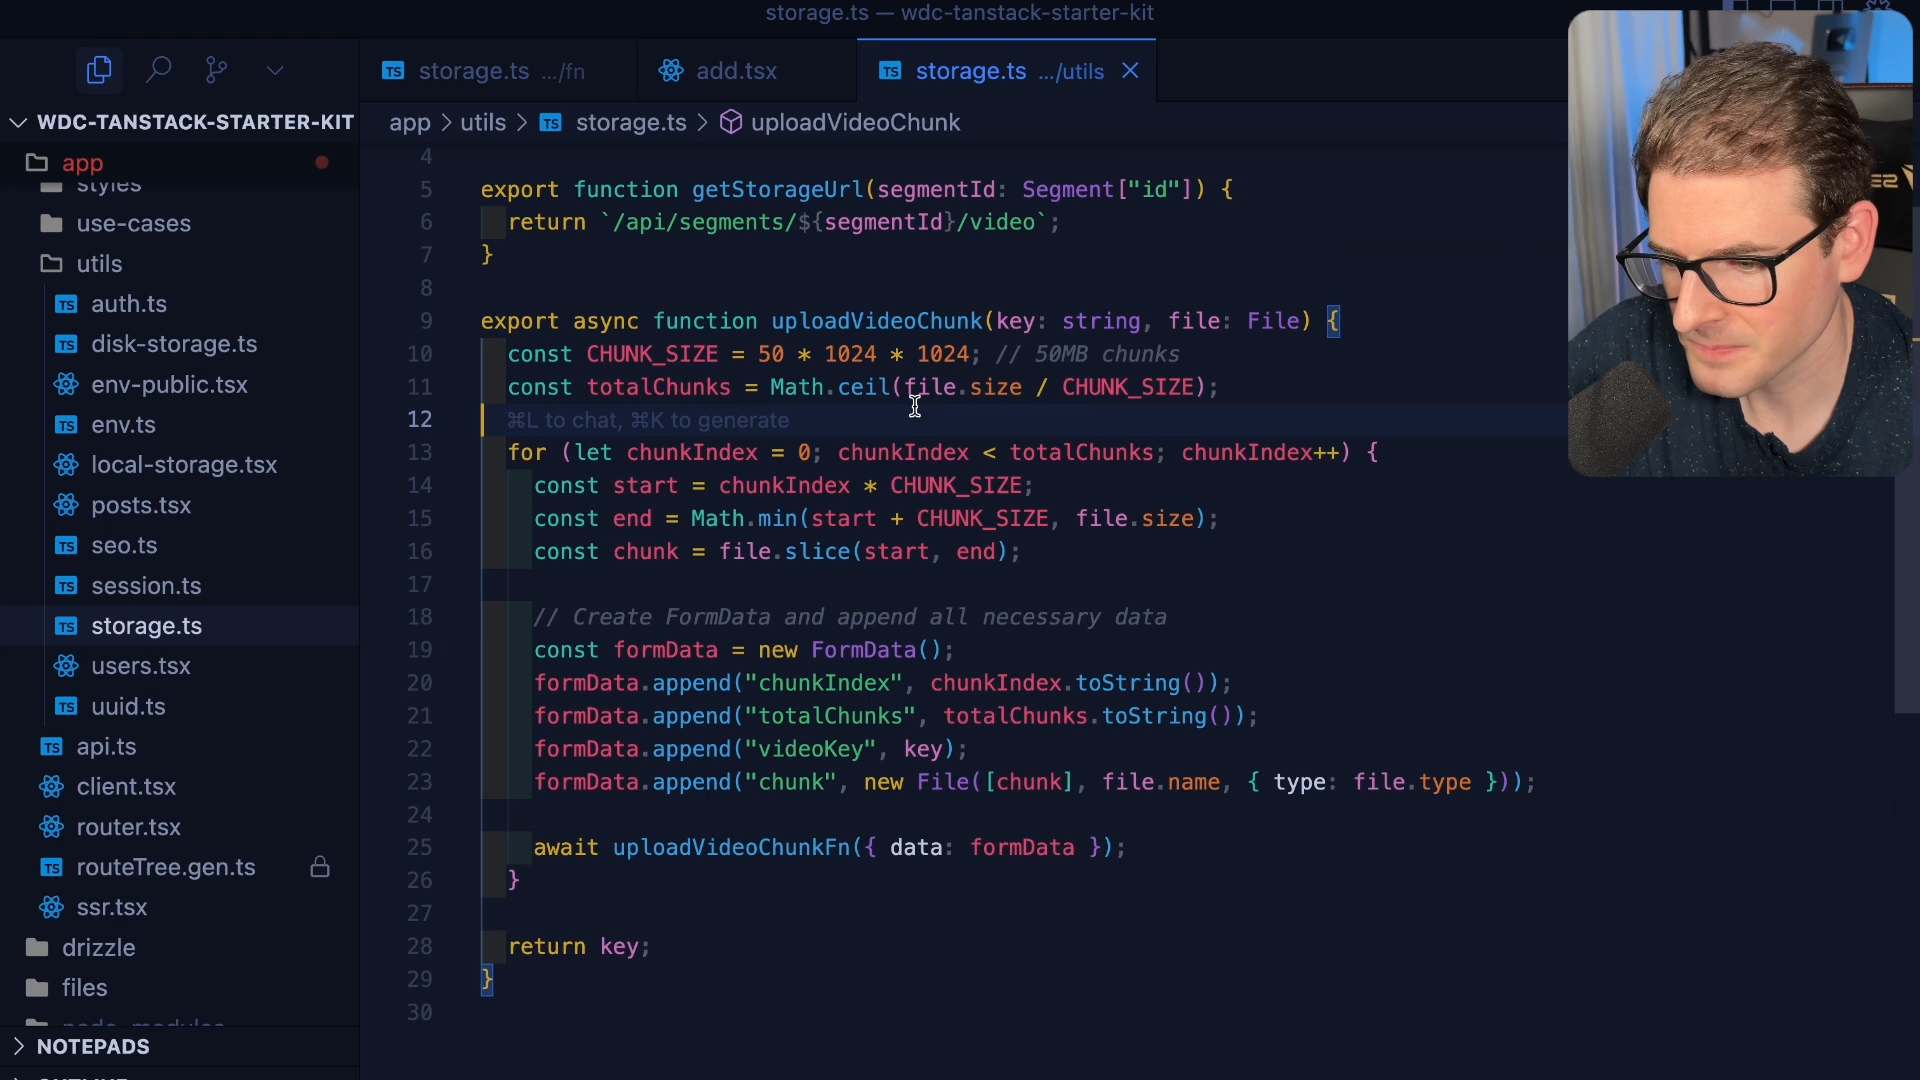 storage.ts — wdc-tanstack-starter-kit
TS storage.ts .../fn
add.tsx
TS storage.ts .../utils
WDC-TANSTACK-STARTER-KIT
app > utils > TS storage.ts > uploadVideoChunk
app
styles
use-cases
utils
TS auth.ts
TS disk-storage.ts
env-public.tsx
TS env.ts
local-storage.tsx
posts.tsx
TS seo.ts
TS session.ts
TS storage.ts
users.tsx
TS uuid.ts
TS api.ts
client.tsx
router.tsx
TS routeTree.gen.ts
ssr.tsx
drizzle
files
node_modules
NOTEPADS
OUTLINE
4
5 export function getStorageUrl(segmentId: Segment["id"]) {
6 return `/api/segments/${segmentId}/video`;
7 }
8
9 export async function uploadVideoChunk(key: string, file: File) {
10 const CHUNK_SIZE = 50 * 1024 * 1024; // 50MB chunks
11 const totalChunks = Math.ceil(file.size / CHUNK_SIZE);
12 ⌘L to chat, ⌘K to generate
13 for (let chunkIndex = 0; chunkIndex < totalChunks; chunkIndex++) {
14 const start = chunkIndex * CHUNK_SIZE;
15 const end = Math.min(start + CHUNK_SIZE, file.size);
16 const chunk = file.slice(start, end);
17
18 // Create FormData and append all necessary data
19 const formData = new FormData();
20 formData.append("chunkIndex", chunkIndex.toString());
21 formData.append("totalChunks", totalChunks.toString());
22 formData.append("videoKey", key);
23 formData.append("chunk", new File([chunk], file.name, { type: file.type }));
24
25 await uploadVideoChunkFn({ data: formData });
26 }
27
28 return key;
29 }
30